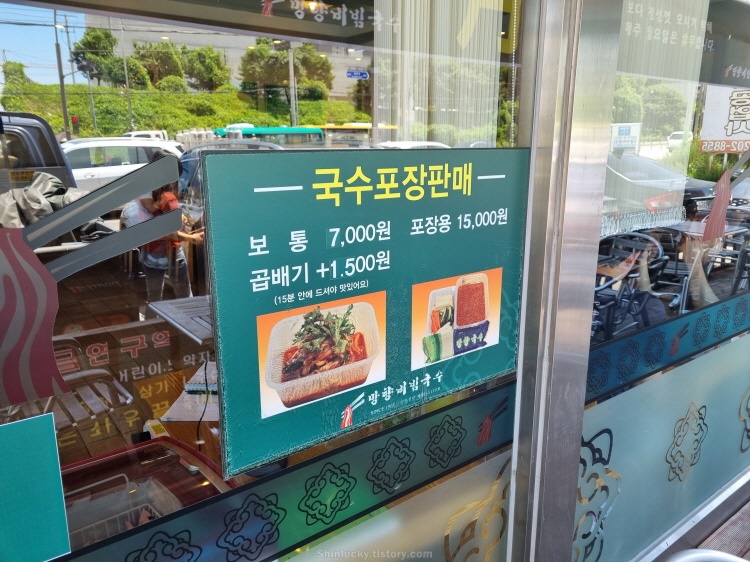 망향비빔국수
국수포장판매
보 통 7,000원
곱배기 +1.500원
(15분 안에 드셔야 맛있어요)
포장용 15,000원
망향비빔국수
202-8855
Shinlucky.tistory.com